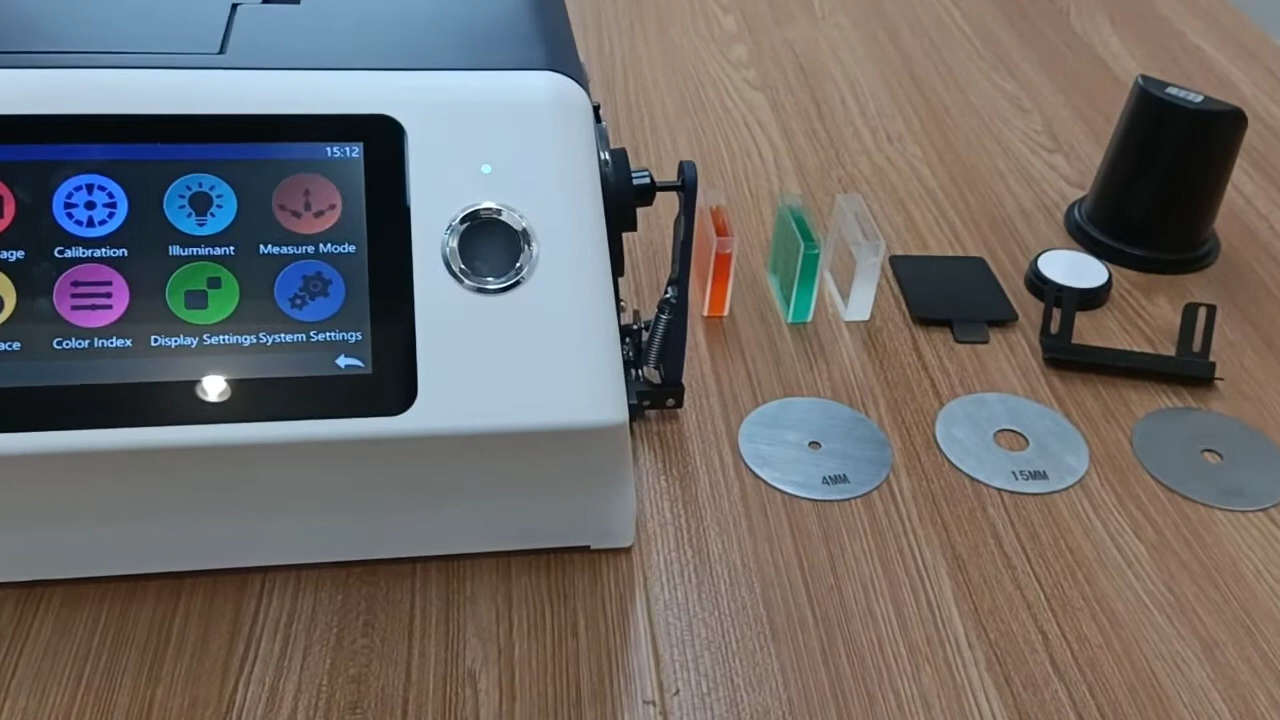 15:12
age
Calibration
Illuminant
Measure Mode
ace
Color Index
Display Settings
System Settings
4MM
15MM